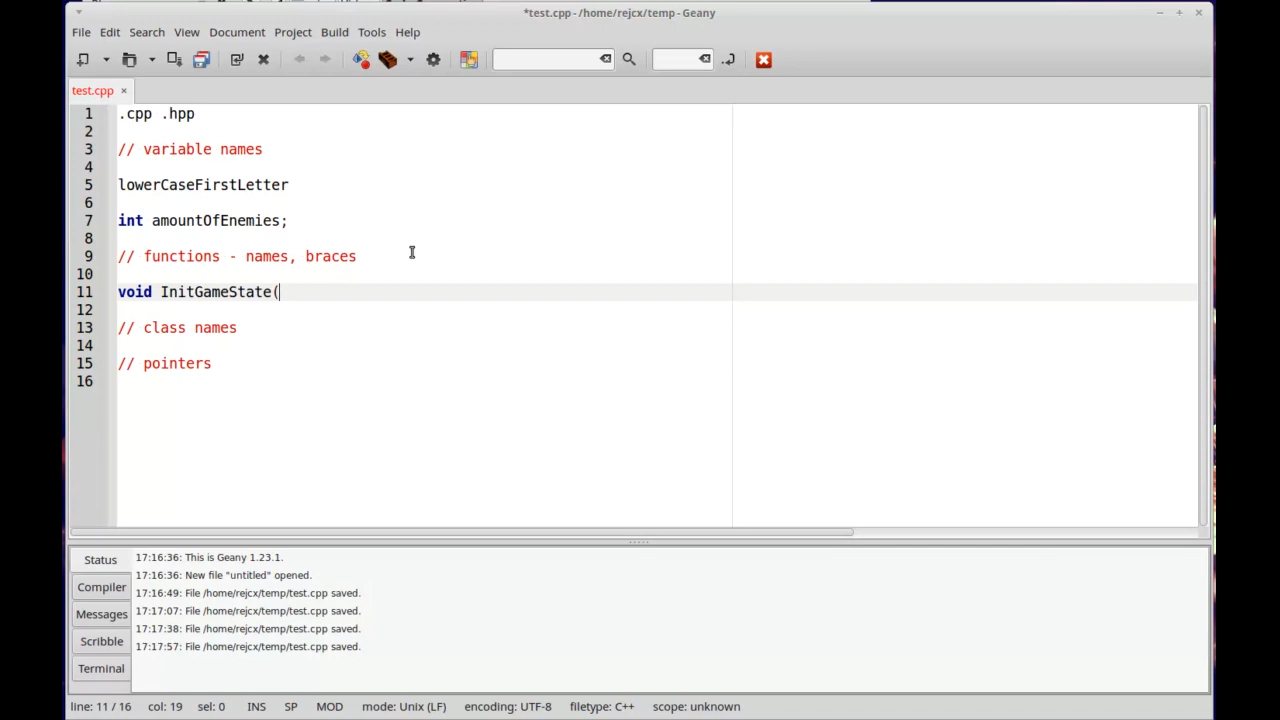 *test.cpp - /home/rejcx/temp - Geany
File Edit Search View Document Project Build Tools Help
test.cpp ×
1 .cpp .hpp
2
3 // variable names
4
5 lowerCaseFirstLetter
6
7 int amountOfEnemies;
8
9 // functions - names, braces
10
11 void InitGameState(
12
13 // class names
14
15 // pointers
16
Status
Compiler
Messages
Scribble
Terminal
17:16:36: This is Geany 1.23.1.
17:16:36: New file "untitled" opened.
17:16:49: File /home/rejcx/temp/test.cpp saved.
17:17:07: File /home/rejcx/temp/test.cpp saved.
17:17:38: File /home/rejcx/temp/test.cpp saved.
17:17:57: File /home/rejcx/temp/test.cpp saved.
line: 11 / 16 col: 19 sel: 0 INS SP MOD mode: Unix (LF) encoding: UTF-8 filetype: C++ scope: unknown